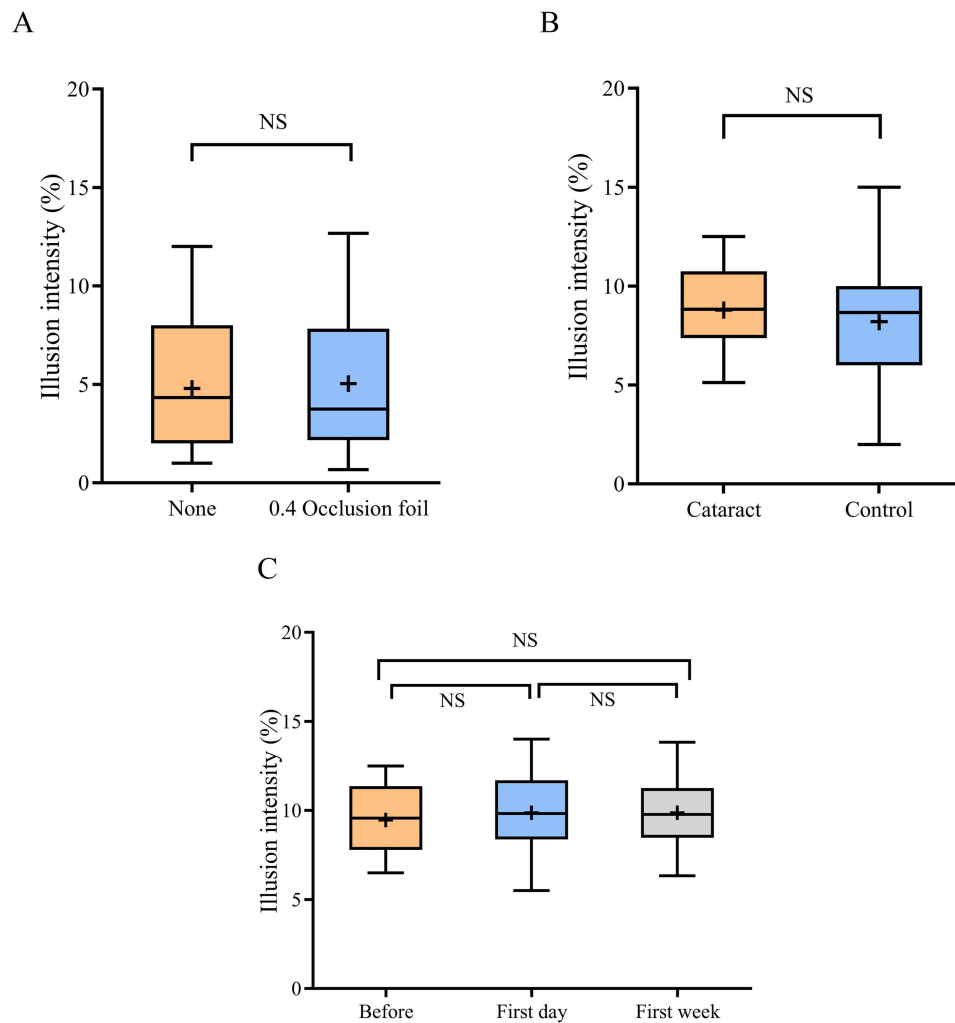 A
Illusion intensity (%)
20
15
10
5
0
NS
None
0.4 Occlusion foil
B
Illusion intensity (%)
20
15
10
5
0
NS
Cataract
Control
C
Illusion intensity (%)
20
15
10
5
0
NS
NS
NS
Before
First day
First week